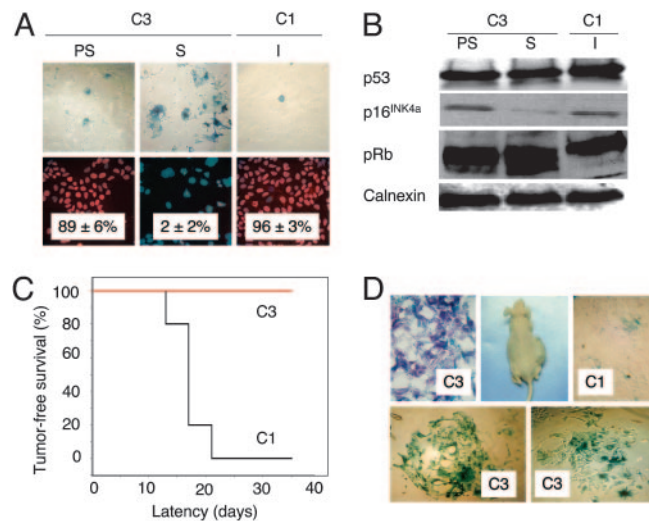 A
C3
C1
PS
S
I
89 ± 6%
2 ± 2%
96 ± 3%
B
C3
C1
PS
S
I
p53
p16INK4a
pRb
Calnexin
C
Tumor-free survival (%)
100
80
60
40
20
0
C3
C1
0
10
20
30
40
Latency (days)
D
C3
C1
C3
C3